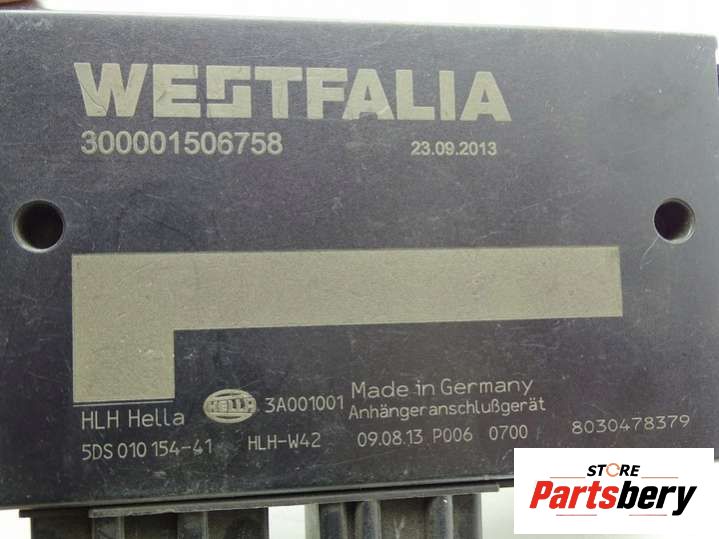 WESTFALIA
300001506758 23.09.2013
HLH Hella HELLA 3A001001 Made in Germany
Anhängeranschlußgerät
5DS 010 154-41 HLH-W42 09.08.13 P006 0700 8030478379
STORE
Partsbery